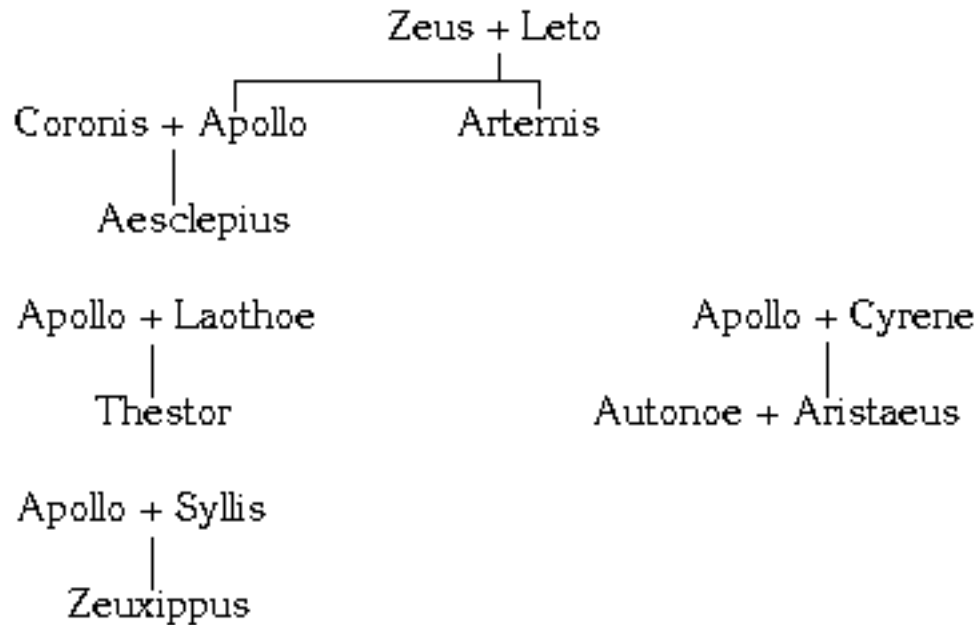 Zeus + Leto
Coronis + Apollo Artemis
Aesclepius
Apollo + Laothoe Apollo + Cyrene
Thestor Autonoe + Aristaeus
Apollo + Syllis
Zeuxippus